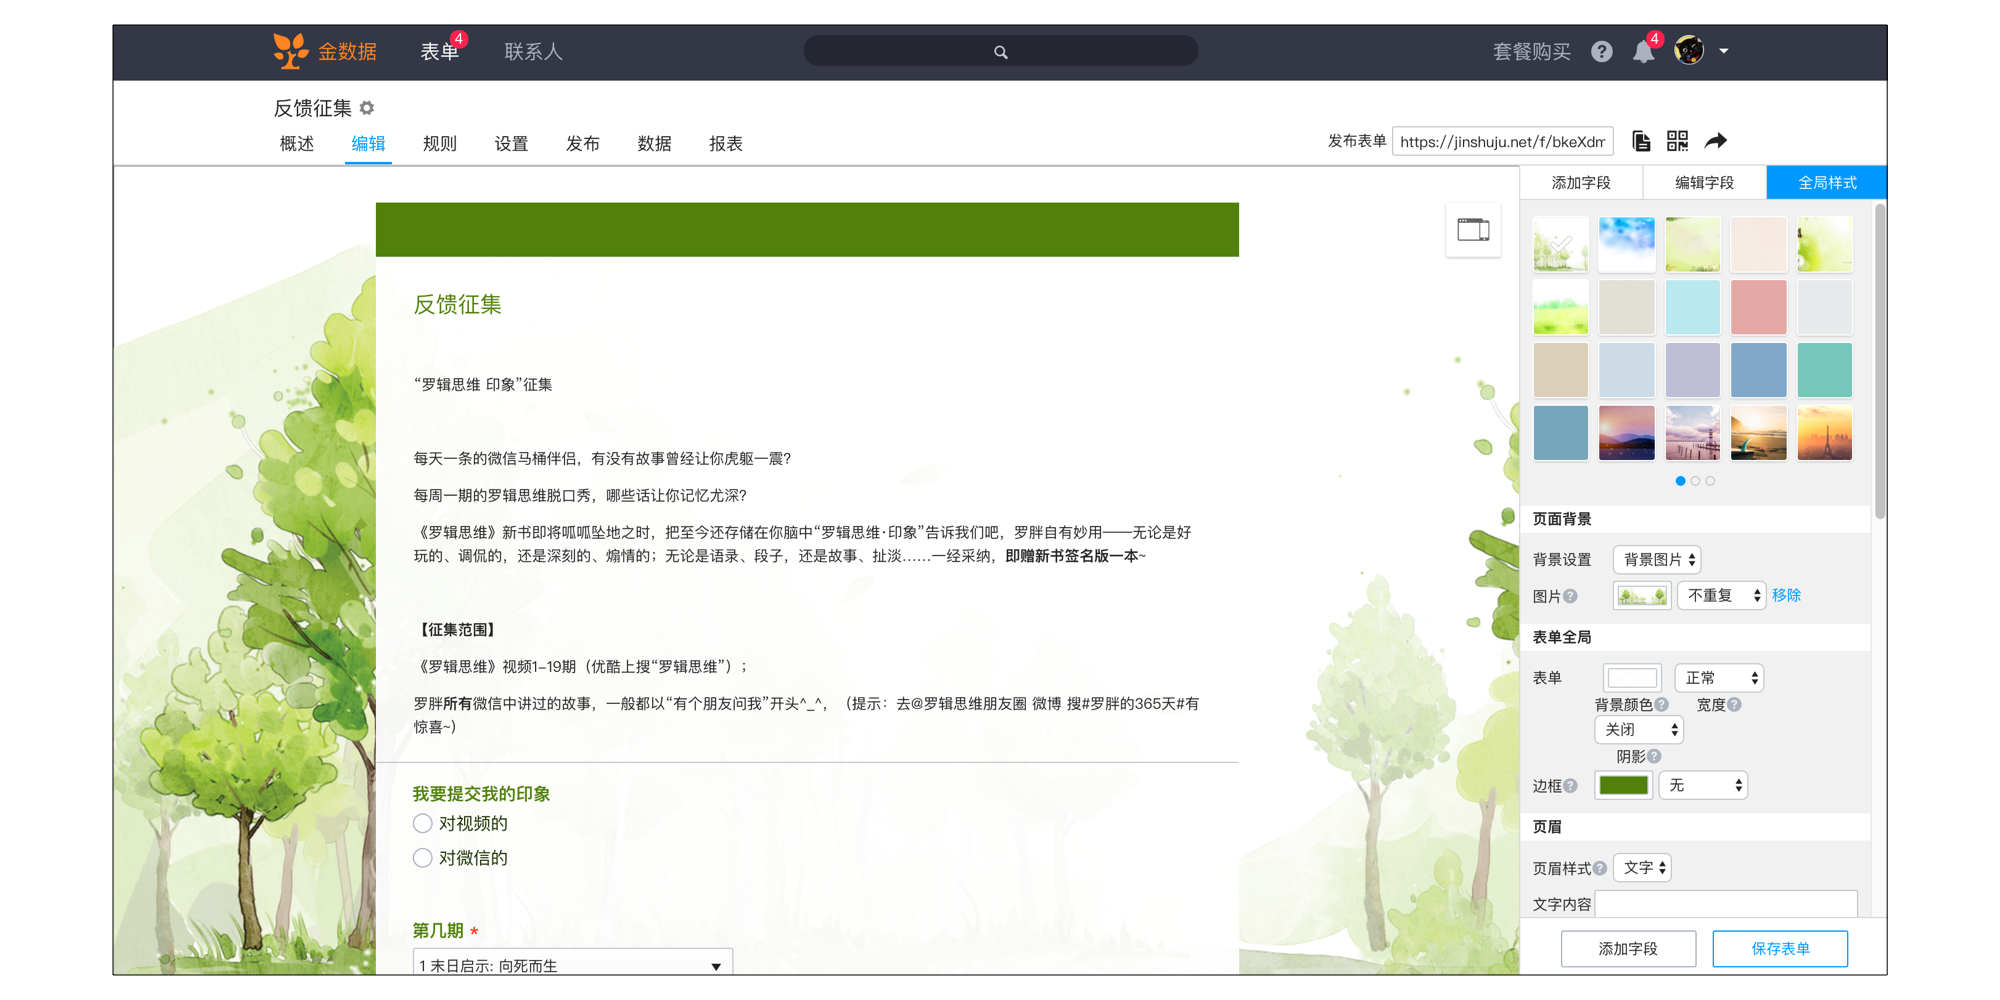 金数据
表单
4
联系人
套餐购买
?
4
反馈征集
概述
编辑
规则
设置
发布
数据
报表
发布表单
https://jinshuju.net/f/bkeXdm
添加字段
编辑字段
全局样式
反馈征集
“罗辑思维 印象”征集
每天一条的微信马桶伴侣，有没有故事曾经让你虎躯一震？
每周一期的罗辑思维脱口秀，哪些话让你记忆尤深？
《罗辑思维》新书即将呱呱坠地之时，把至今还存储在你脑中“罗辑思维·印象”告诉我们吧，罗胖自有妙用——无论是好
玩的、调侃的，还是深刻的、煽情的；无论是语录、段子，还是故事、扯淡……一经采纳，即赠新书签名版一本~
【征集范围】
《罗辑思维》视频1-19期（优酷上搜“罗辑思维”）；
罗胖所有微信中讲过的故事，一般都以“有个朋友问我”开头^_^，（提示：去@罗辑思维朋友圈 微博 搜#罗胖的365天#有
惊喜~）
我要提交我的印象
对视频的
对微信的
第几期 *
1 末日启示: 向死而生
页面背景
背景设置
背景图片
图片?
不重复
移除
表单全局
表单
正常
背景颜色?
宽度?
关闭
阴影?
边框?
无
页眉
页眉样式?
文字
文字内容
添加字段
保存表单